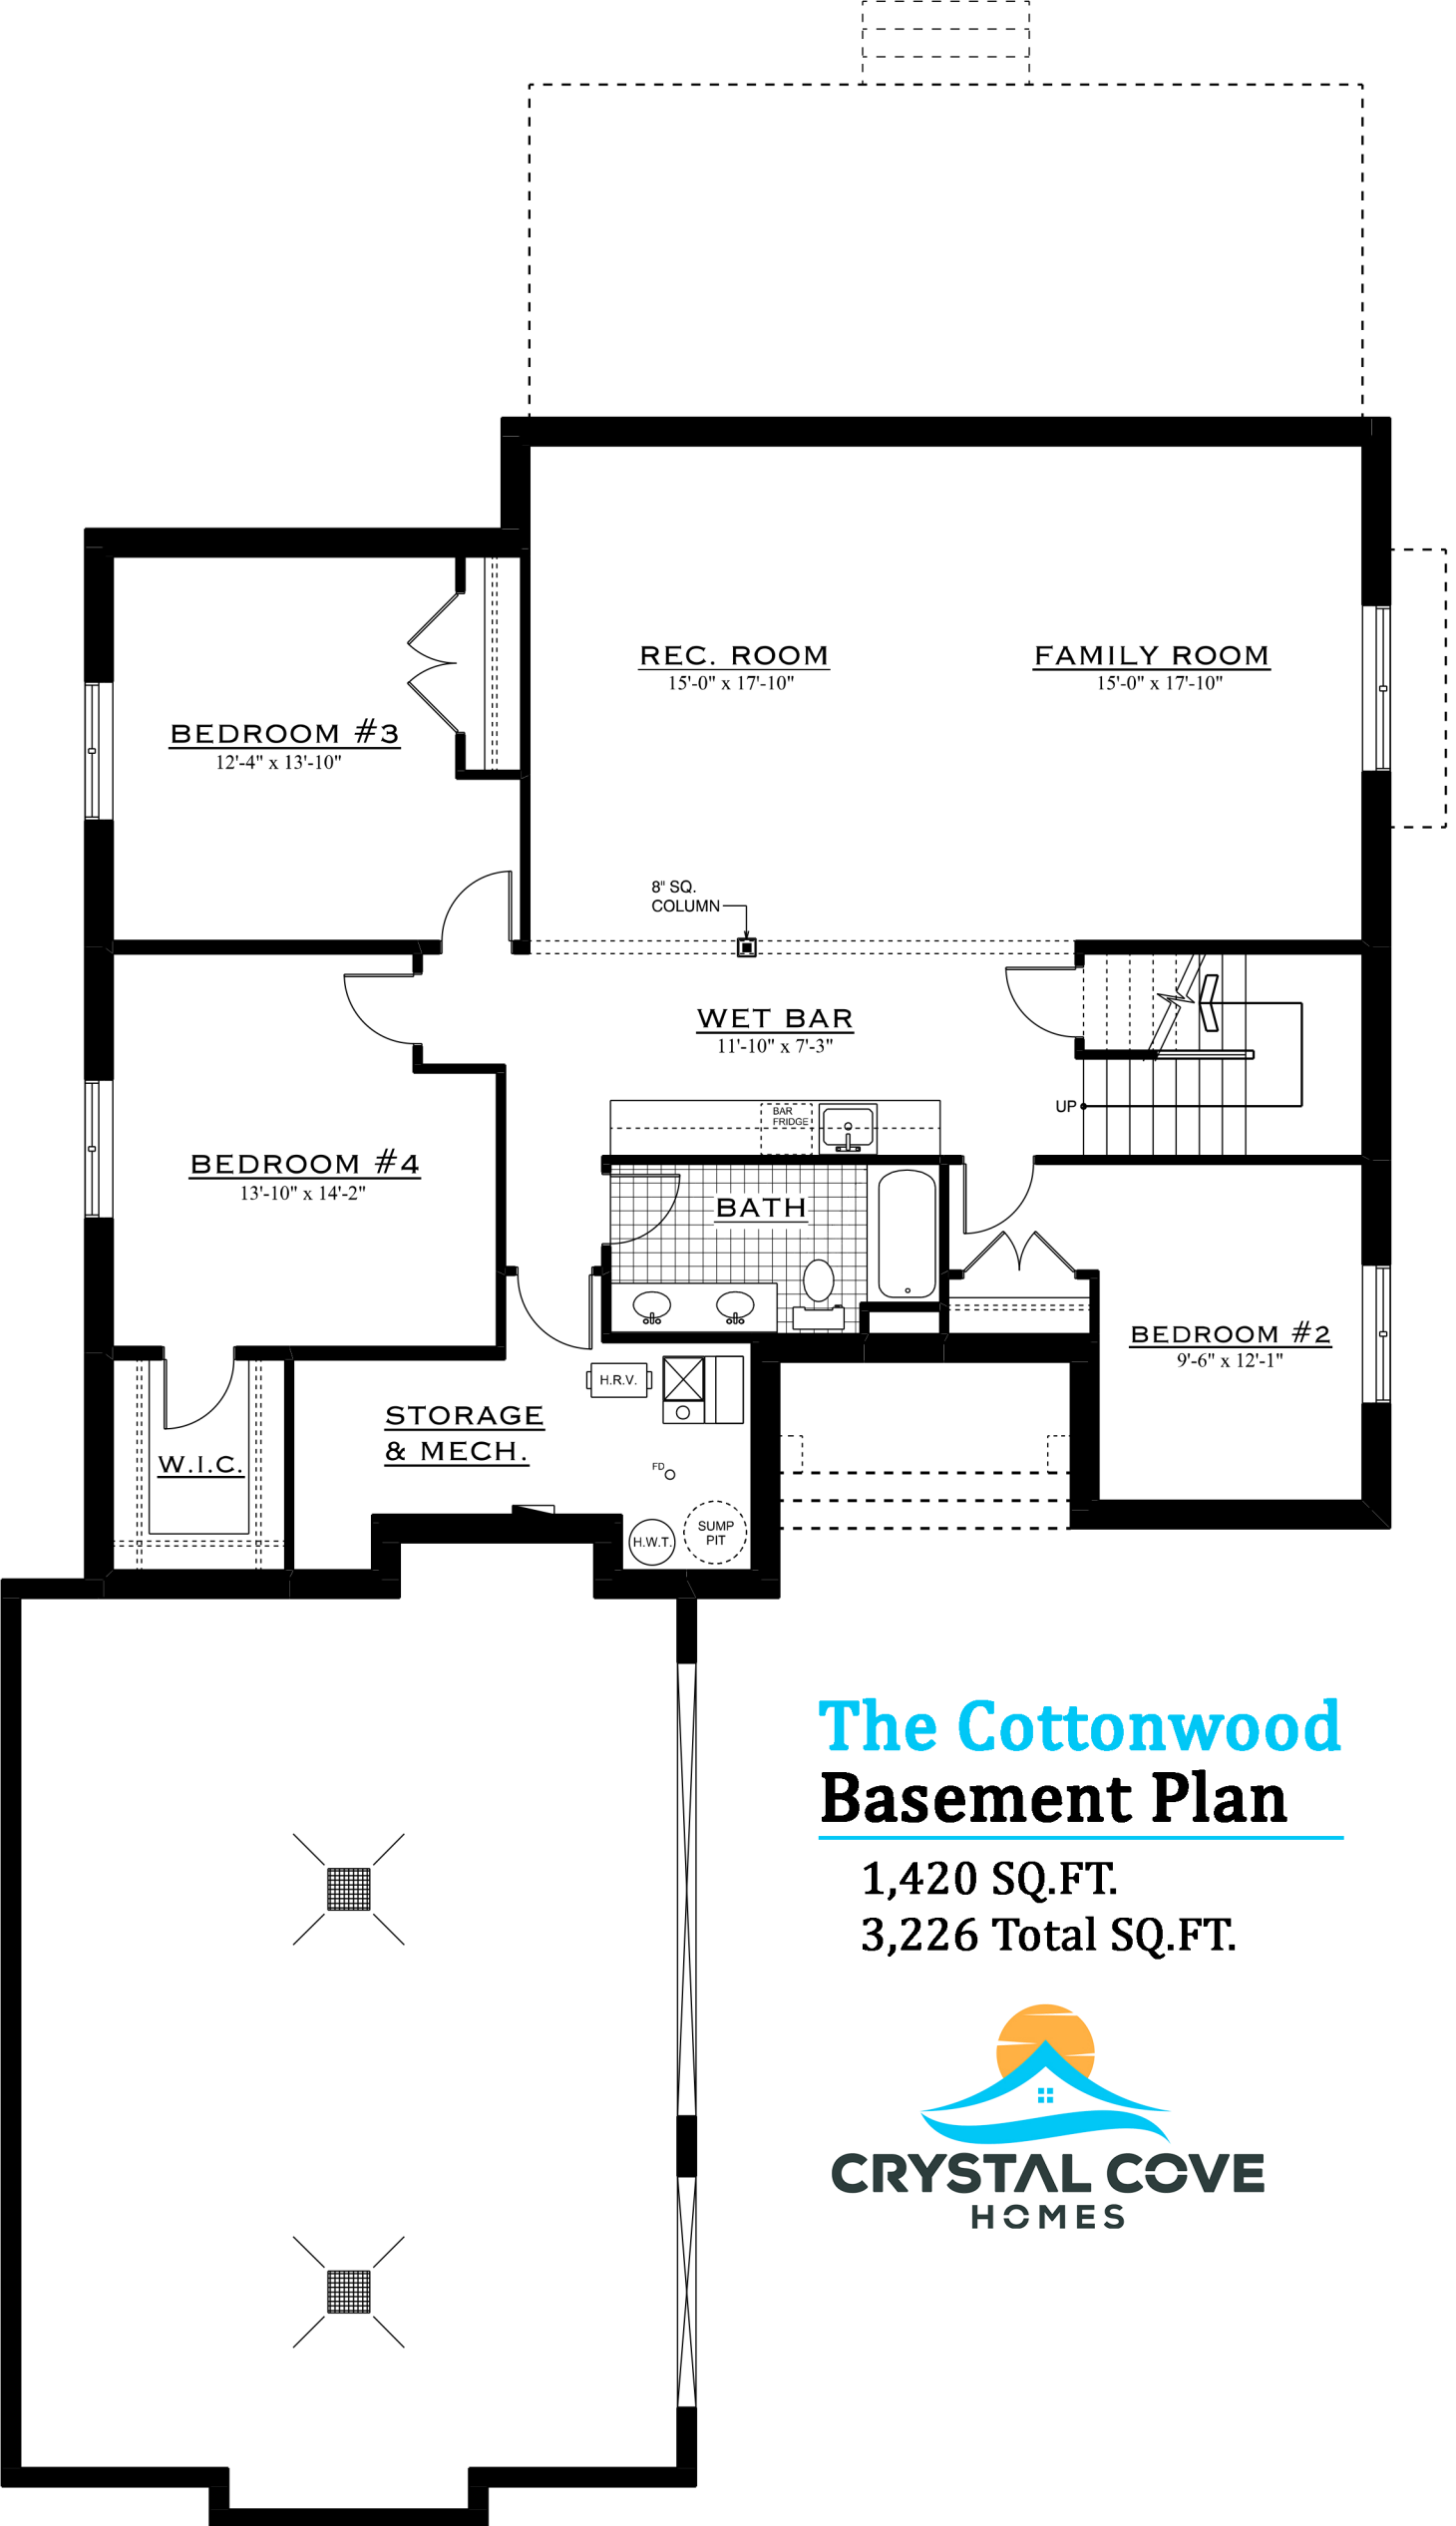 REC. ROOM
15'-0" x 17'-10"
FAMILY ROOM
15'-0" x 17'-10"
BEDROOM #3
12'-4" x 13'-10"
8" SQ.
COLUMN
WET BAR
11'-10" x 7'-3"
UP
BAR
FRIDGE
BEDROOM #4
13'-10" x 14'-2"
BATH
BEDROOM #2
9'-6" x 12'-1"
H.R.V.
STORAGE
& MECH.
W.I.C.
FD
SUMP
PIT
H.W.T.
The Cottonwood
Basement Plan
1,420 SQ.FT.
3,226 Total SQ.FT.
CRYSTAL COVE
HOMES